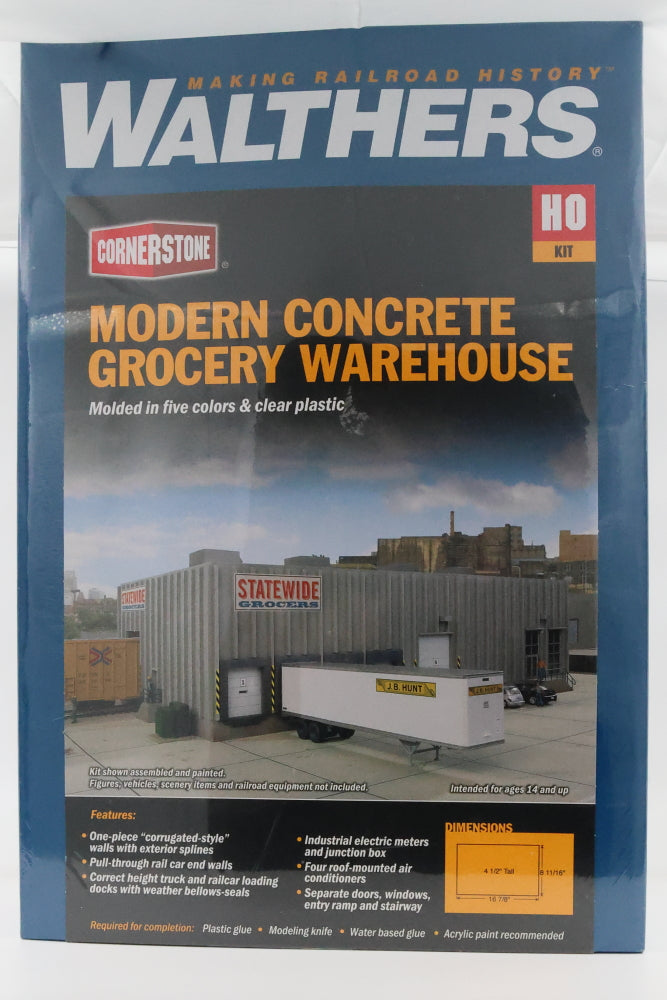 MAKING RAILROAD HISTORY™
WALTHERS®
CORNERSTONE®
HO
KIT
MODERN CONCRETE
GROCERY WAREHOUSE
Molded in five colors & clear plastic
STATEWIDE
STATEWIDE
GROCERS
J.B. HUNT
J.B. HUNT
Kit shown assembled and painted.
Figures, vehicles, scenery items and railroad equipment not included.
Intended for ages 14 and up
Features:
• One-piece “corrugated-style”
walls with exterior splines
• Pull-through rail car end walls
• Correct height truck and railcar loading
docks with weather bellows-seals
• Industrial electric meters
and junction box
• Four roof-mounted air
conditioners
• Separate doors, windows,
entry ramp and stairway
DIMENSIONS
4 1/2" Tall
8 11/16"
16 7/8"
Required for completion: Plastic glue • Modeling knife • Water based glue • Acrylic paint recommended